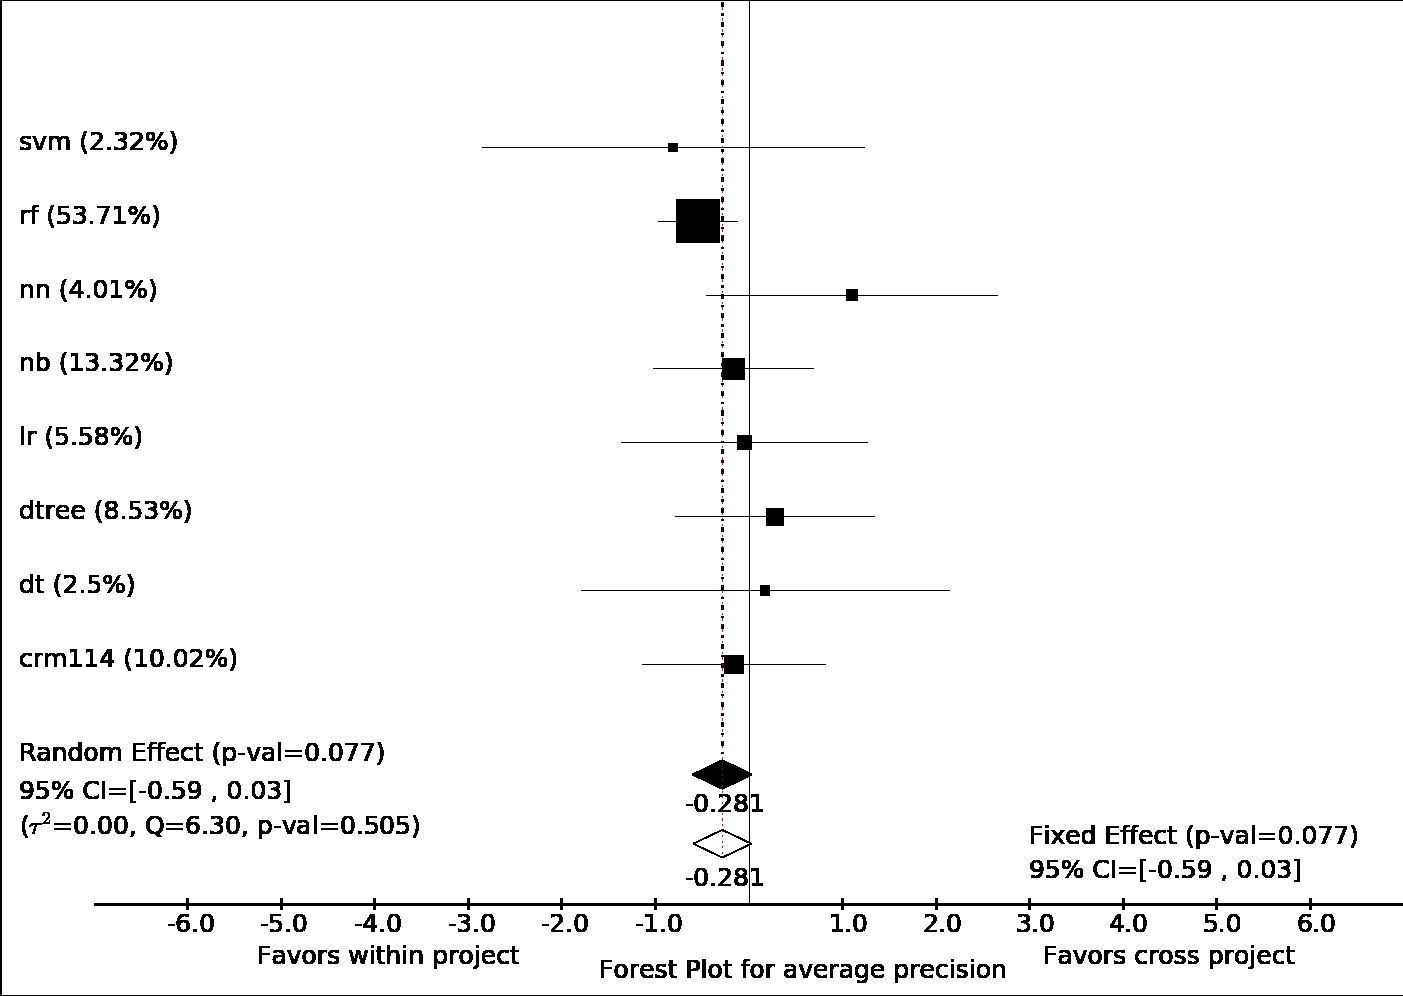 svm (2.32%)
rf (53.71%)
nn (4.01%)
nb (13.32%)
lr (5.58%)
dtree (8.53%)
dt (2.5%)
crm114 (10.02%)
Random Effect (p-val=0.077)
95% CI=[-0.59 , 0.03]
(τ²=0.00, Q=6.30, p-val=0.505)
-0.281
-0.281
Fixed Effect (p-val=0.077)
95% CI=[-0.59 , 0.03]
-6.0 -5.0 -4.0 -3.0 -2.0 -1.0 1.0 2.0 3.0 4.0 5.0 6.0
Favors within project
Favors cross project
Forest Plot for average precision